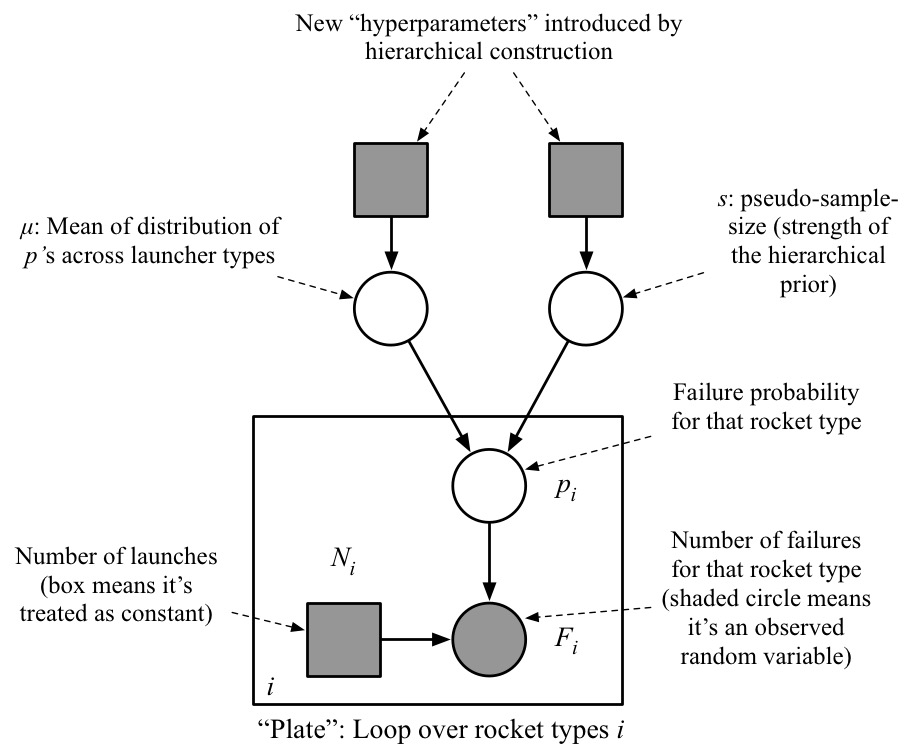 New “hyperparameters” introduced by
hierarchical construction
μ: Mean of distribution of
p’s across launcher types
s: pseudo-sample-
size (strength of
the hierarchical
prior)
Failure probability
for that rocket type
p_i
Number of launches
(box means it’s
treated as constant)
N_i
Number of failures
for that rocket type
(shaded circle means
it’s an observed
random variable)
F_i
i
“Plate”: Loop over rocket types i